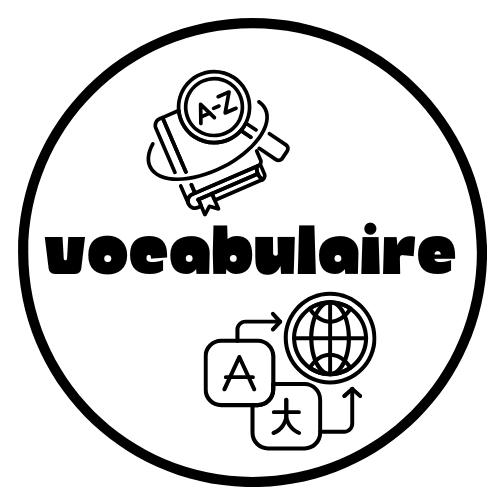 A-Z
vocabulaire
A
大